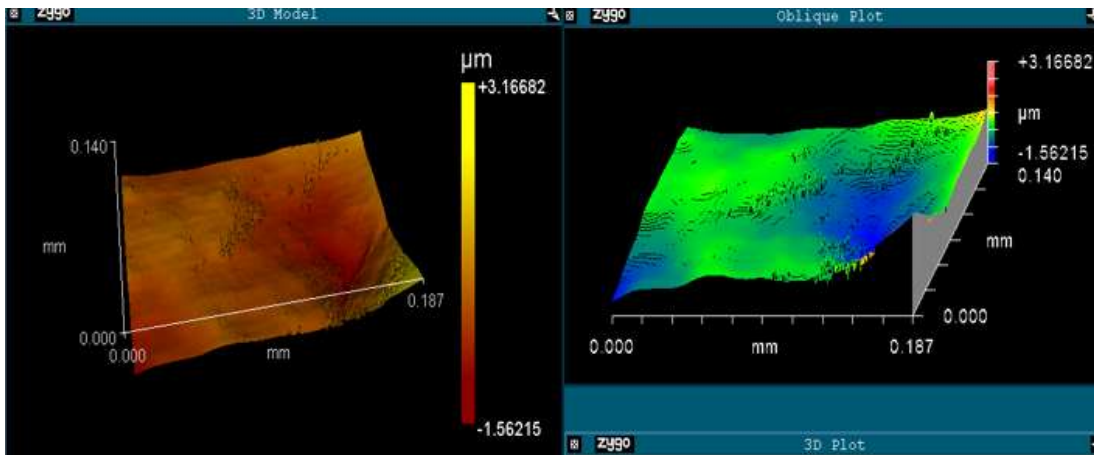 zygo 3D Model
µm
+3.16682
0.140
mm
0.000
0.000
mm
0.187
-1.56215
zygo Oblique Plot
+3.16682
µm
-1.56215
0.140
mm
0.000
0.000 mm 0.187
zygo 3D Plot